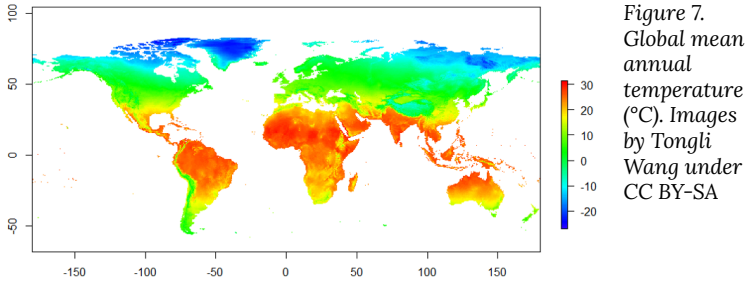 100
50
0
-50
-150
-100
-50
0
50
100
150
30
20
10
0
-10
-20
Figure 7.
Global mean
annual
temperature
(°C). Images
by Tongli
Wang under
CC BY-SA